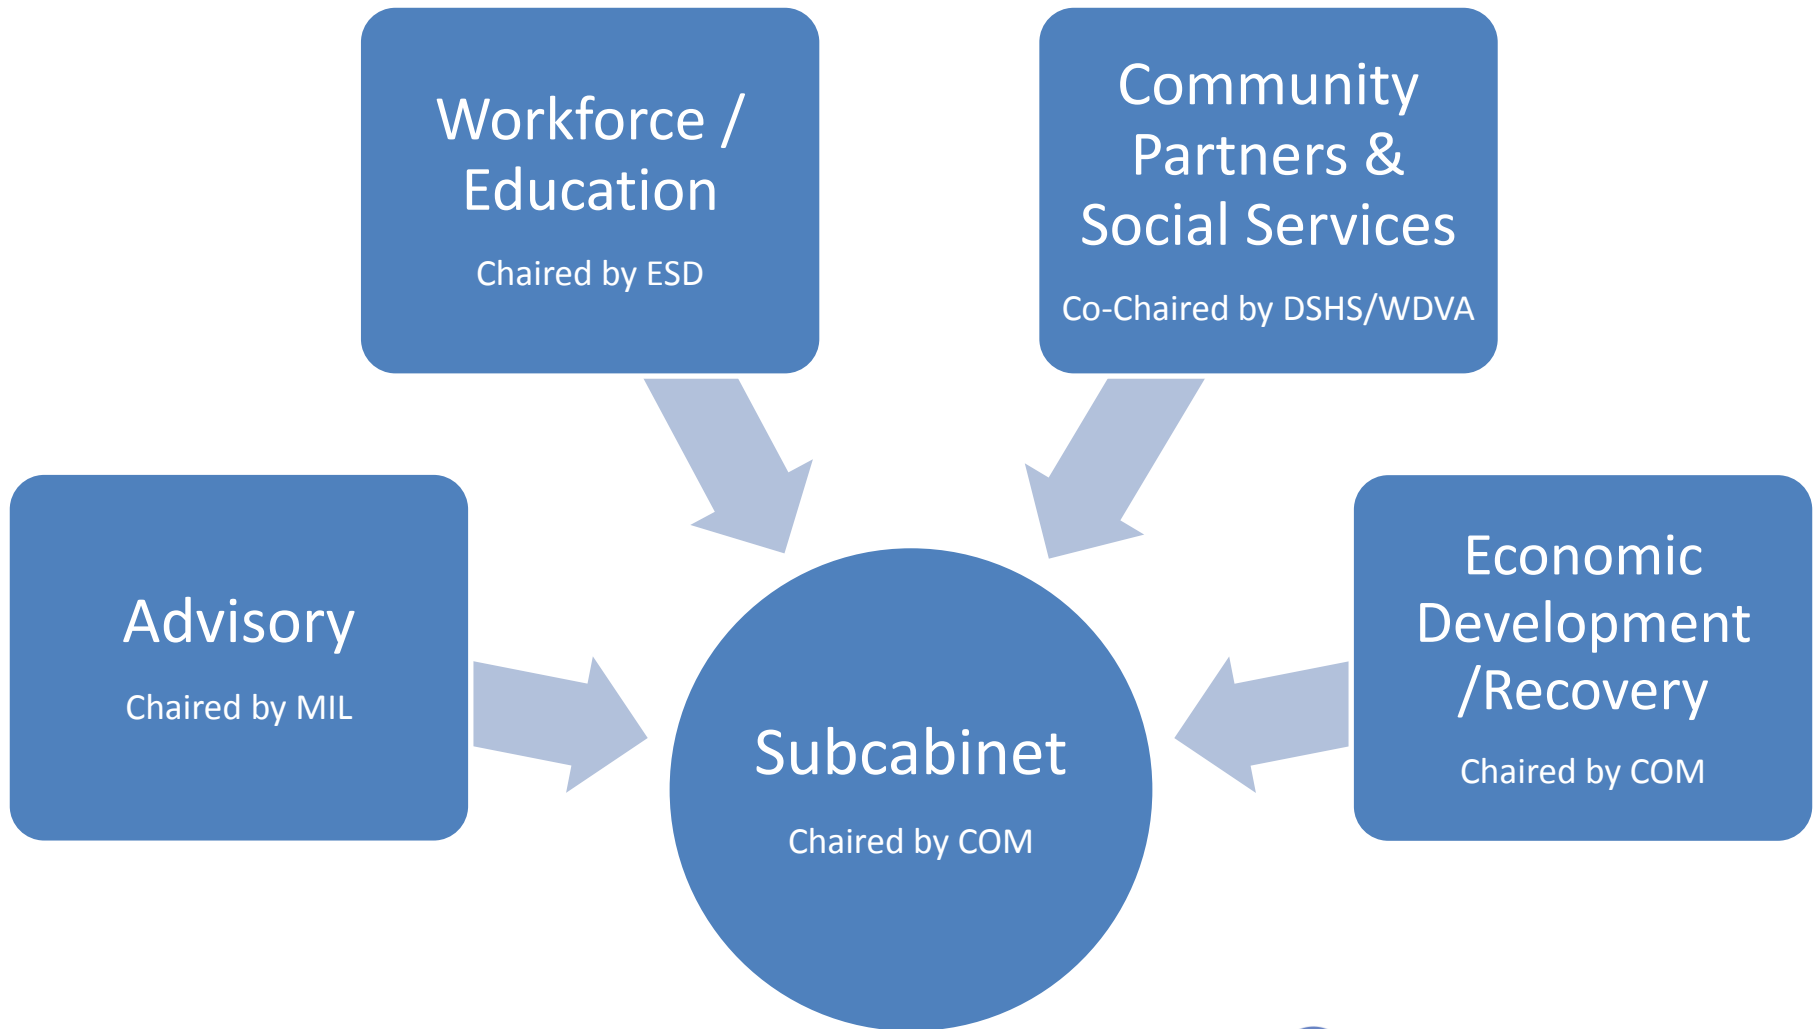 Workforce /
Education
Chaired by ESD
Community
Partners &
Social Services
Co-Chaired by DSHS/WDVA
Advisory
Chaired by MIL
Economic
Development
/Recovery
Chaired by COM
Subcabinet
Chaired by COM